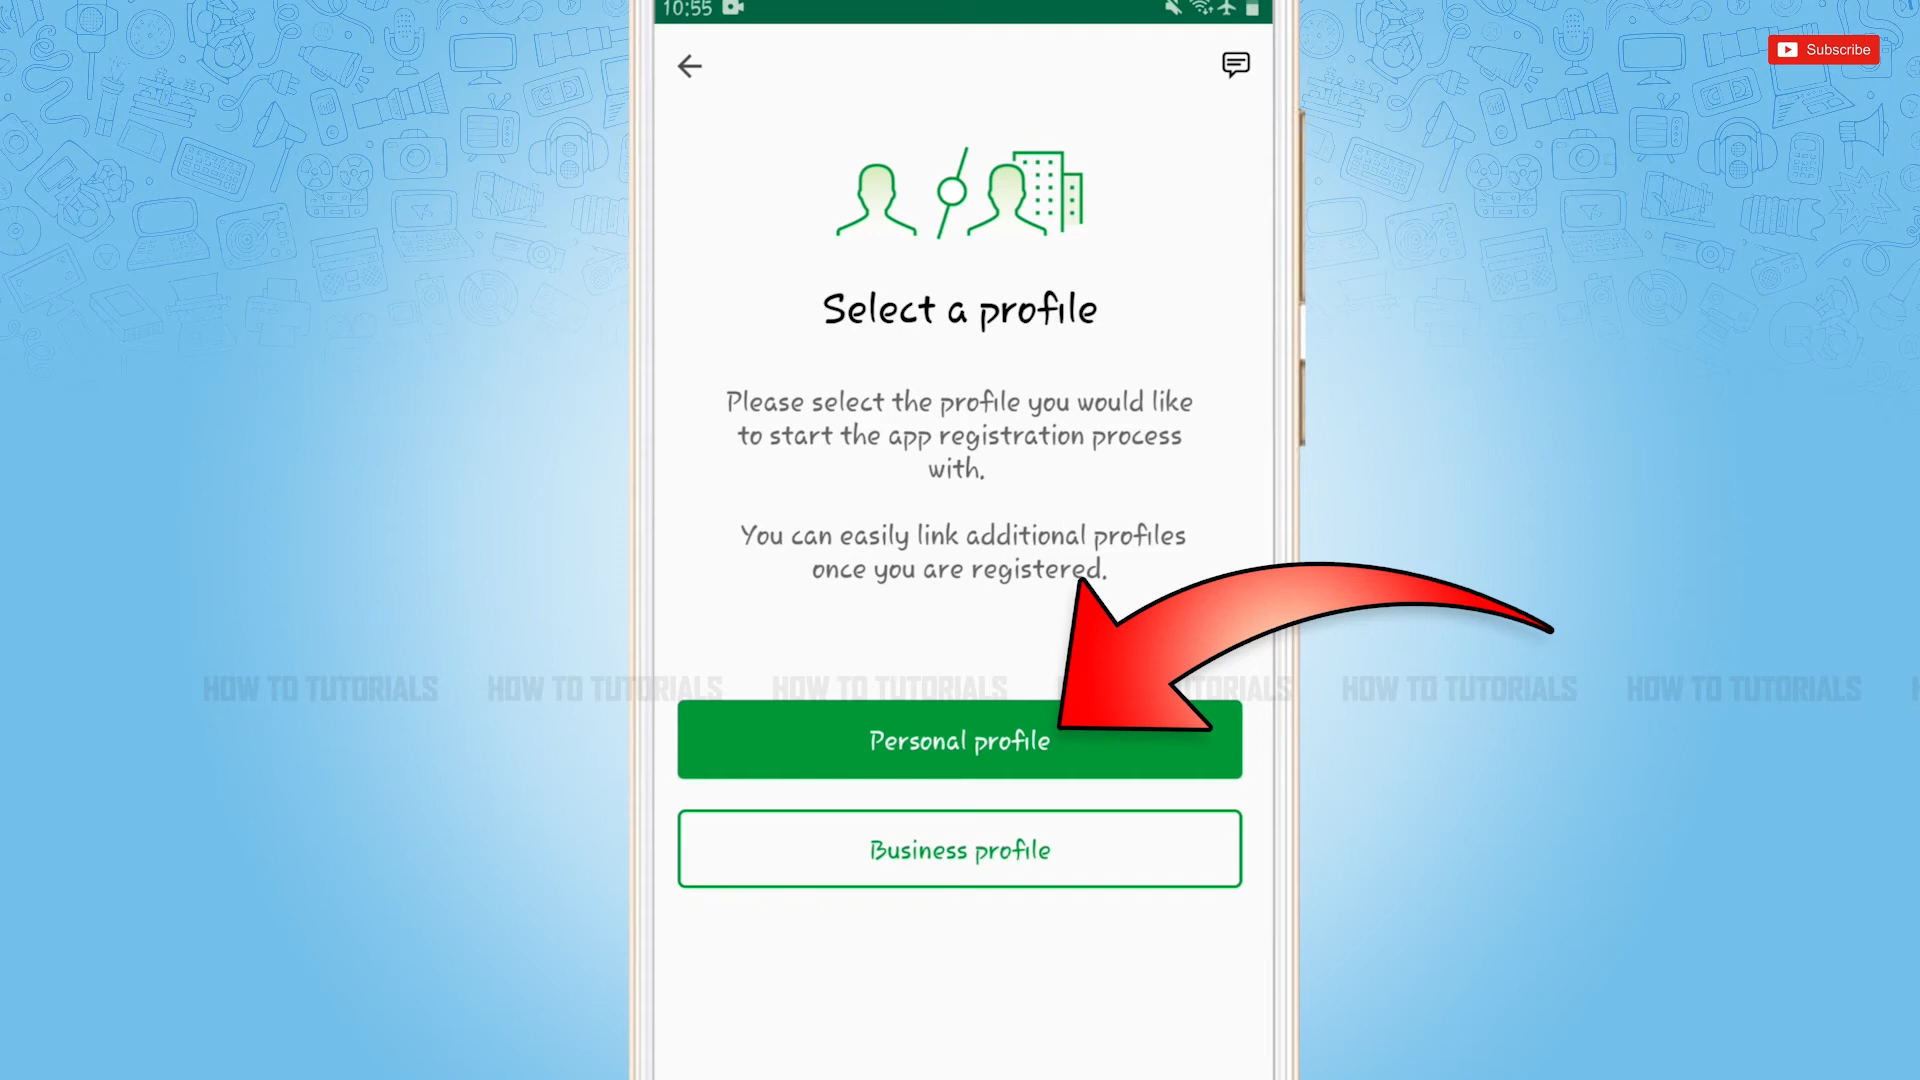 10:55
Subscribe
Select a profile
Please select the profile you would like
to start the app registration process
with.
You can easily link additional profiles
once you are registered.
HOW TO TUTORIALS HOW TO TUTORIALS HOW TO TUTORIALS TUTORIALS HOW TO TUTORIALS HOW TO TUTORIALS
Personal profile
Business profile